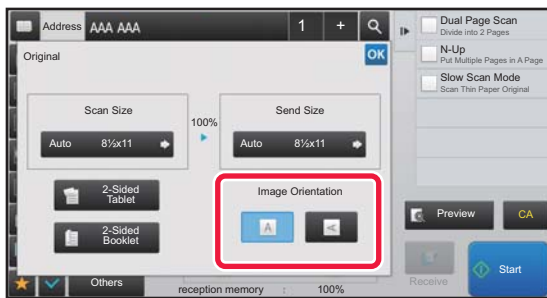 Address AAA AAA 1 +
Original OK
Scan Size
100%
Send Size
Auto 8½x11
Auto 8½x11
2-Sided
Tablet
2-Sided
Booklet
Image Orientation
A
A
Others
reception memory : 100%
Dual Page Scan
Divide into 2 Pages
N-Up
Put Multiple Pages in A Page
Slow Scan Mode
Scan Thin Paper Original
Preview
CA
Receive
Start